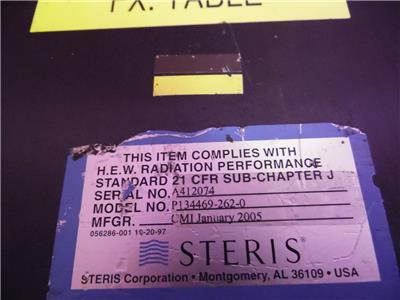 FX. TABLE
THIS ITEM COMPLIES WITH
H.E.W. RADIATION PERFORMANCE
STANDARD 21 CFR SUB-CHAPTER J
SERIAL NO. A412074
MODEL NO. P134469-262-0
MFGR. CMI January 2005
056286-001 10-20-97
STERIS
STERIS Corporation • Montgomery, AL 36109 • USA